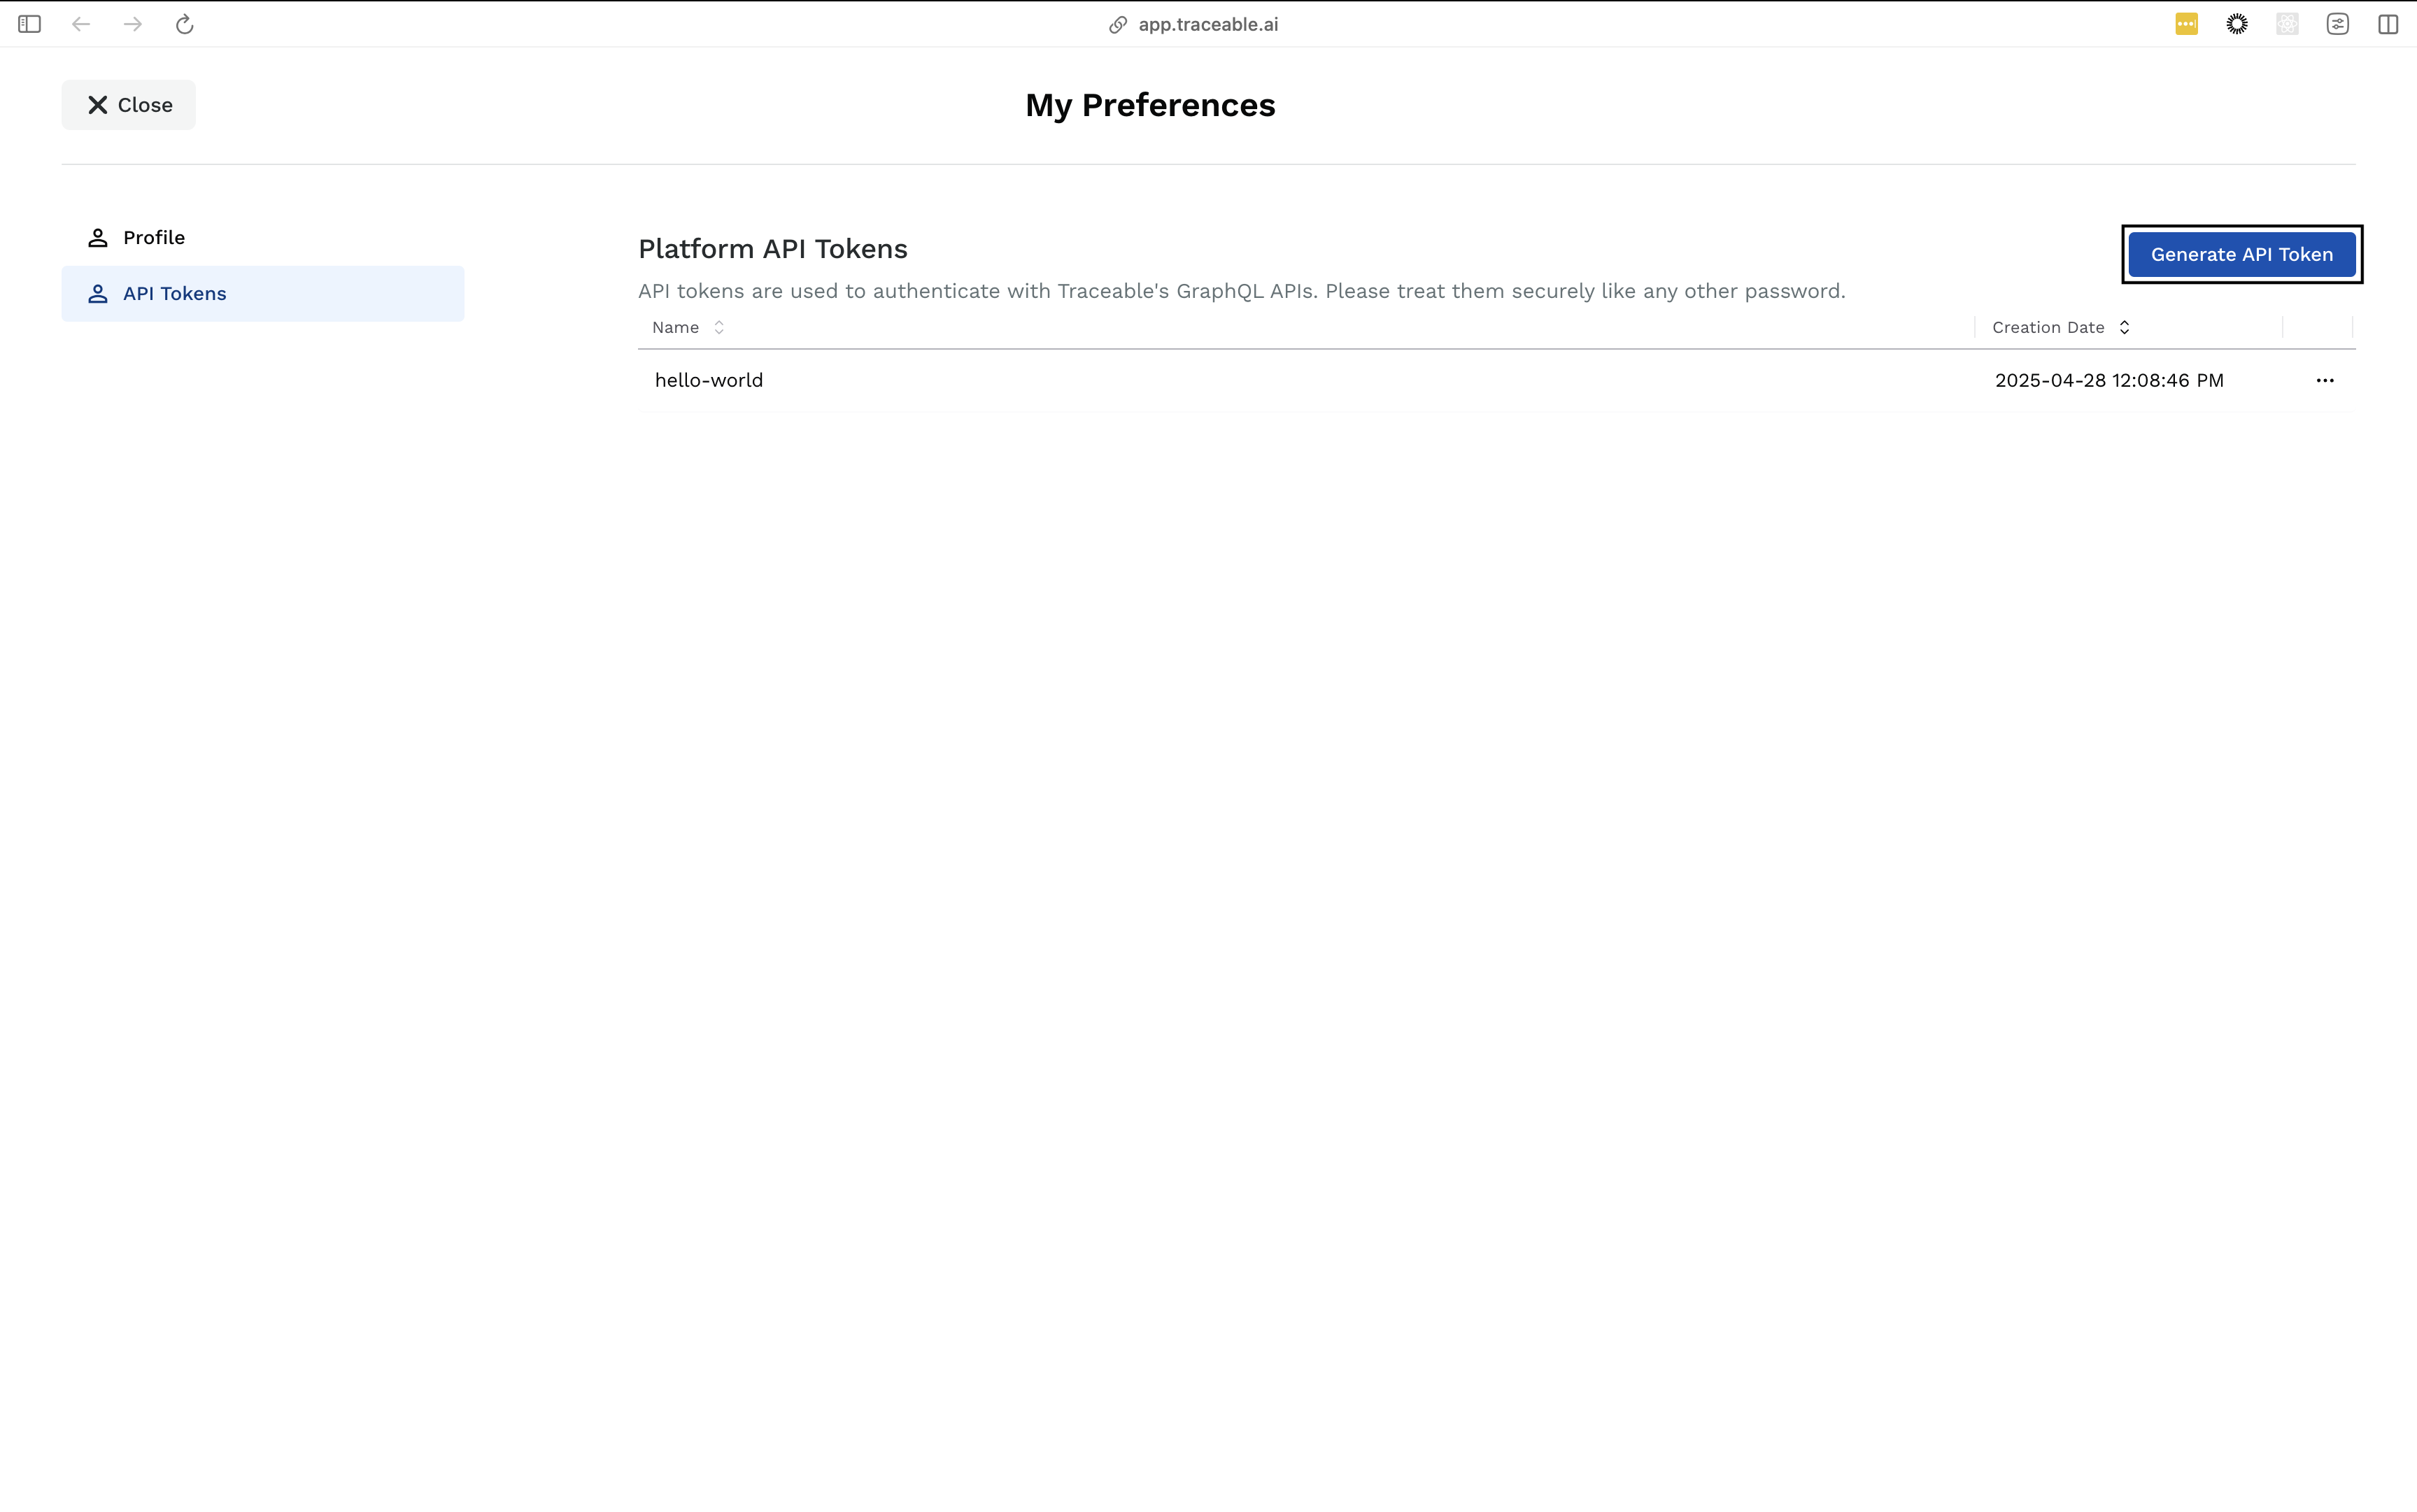 app.traceable.ai
Close
My Preferences
Profile
API Tokens
Platform API Tokens
Generate API Token
API tokens are used to authenticate with Traceable's GraphQL APIs. Please treat them securely like any other password.
Name Creation Date
hello-world 2025-04-28 12:08:46 PM